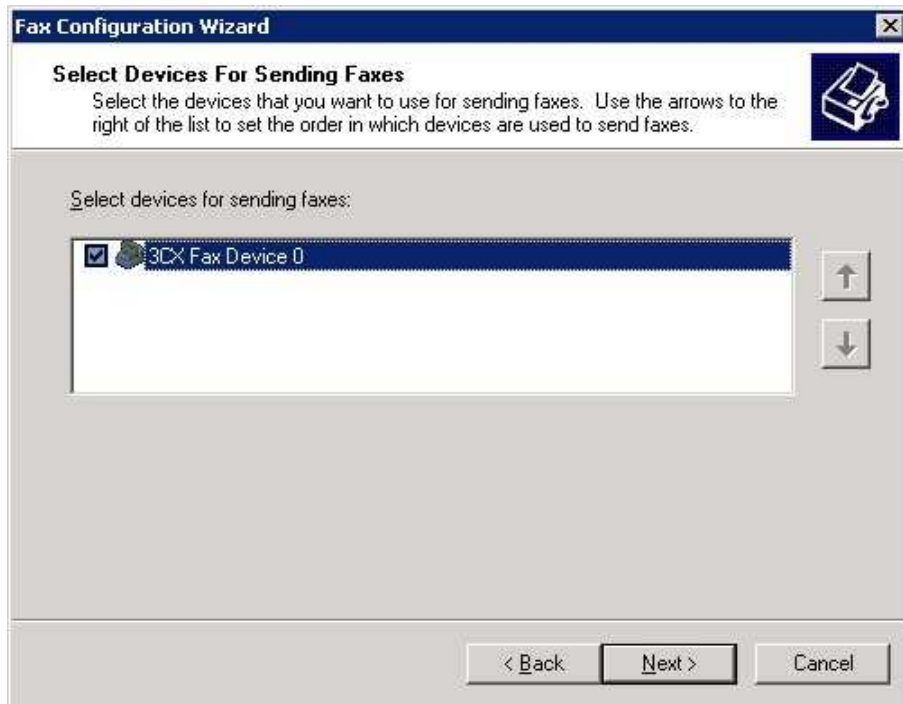 Fax Configuration Wizard
Select Devices For Sending Faxes
Select the devices that you want to use for sending faxes.  Use the arrows to the
right of the list to set the order in which devices are used to send faxes.
Select devices for sending faxes:
3CX Fax Device 0
< Back
Next >
Cancel